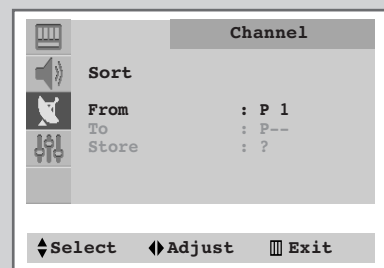 Channel
Sort
From : P 1
To : P--
Store : ?
Select Adjust Exit